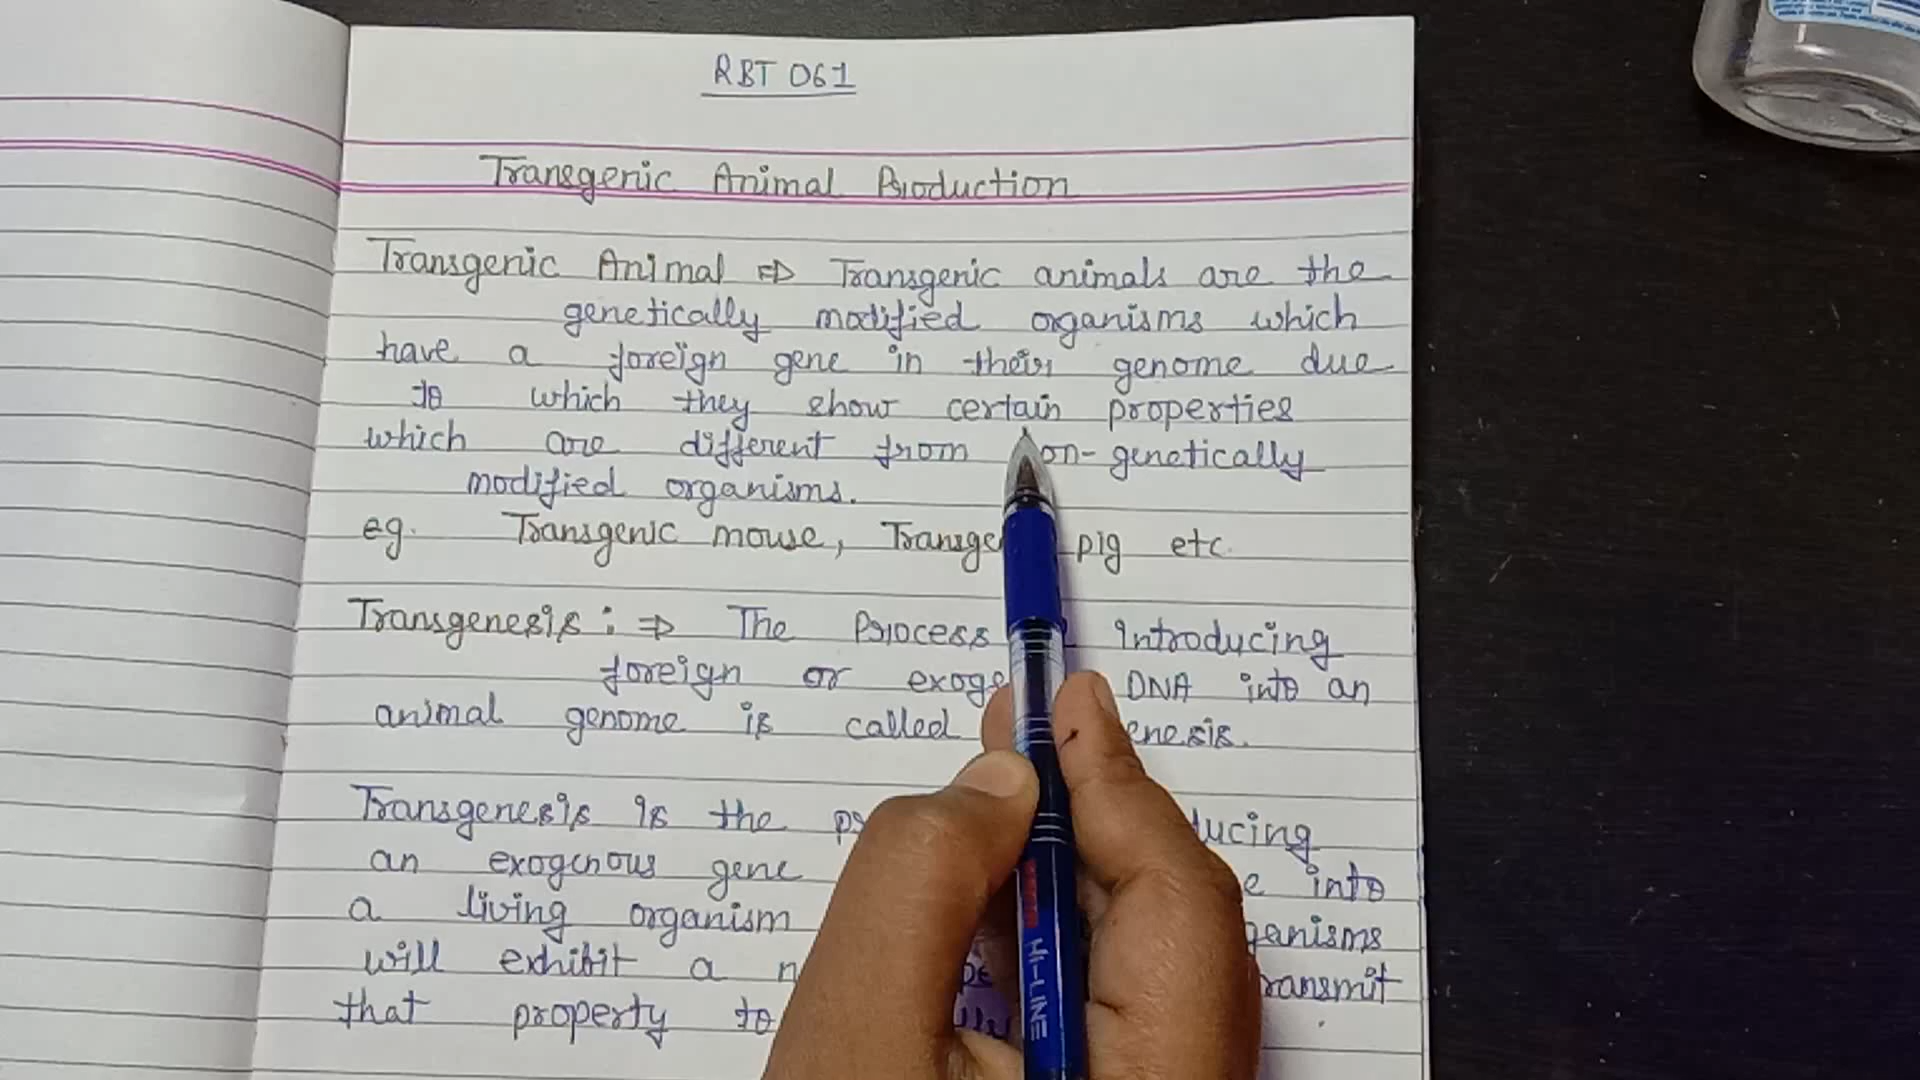 RBT 061
Transgenic Animal Production
Transgenic Animal ⇒ Transgenic animals are the
genetically modified organisms which
have a foreign gene in their genome due
to which they show certain properties
which are different from on-genetically
modified organisms.
eg. Transgenic mouse, Transge pig etc.
Transgenesis : ⇒ The Process introducing
foreign or exoge DNA into an
animal genome is called enesis.
Transgenesis is the ducing
an exogenous gene e into
a living organism ganisms
will exhibit a ransmit
that property to
HI-LINE